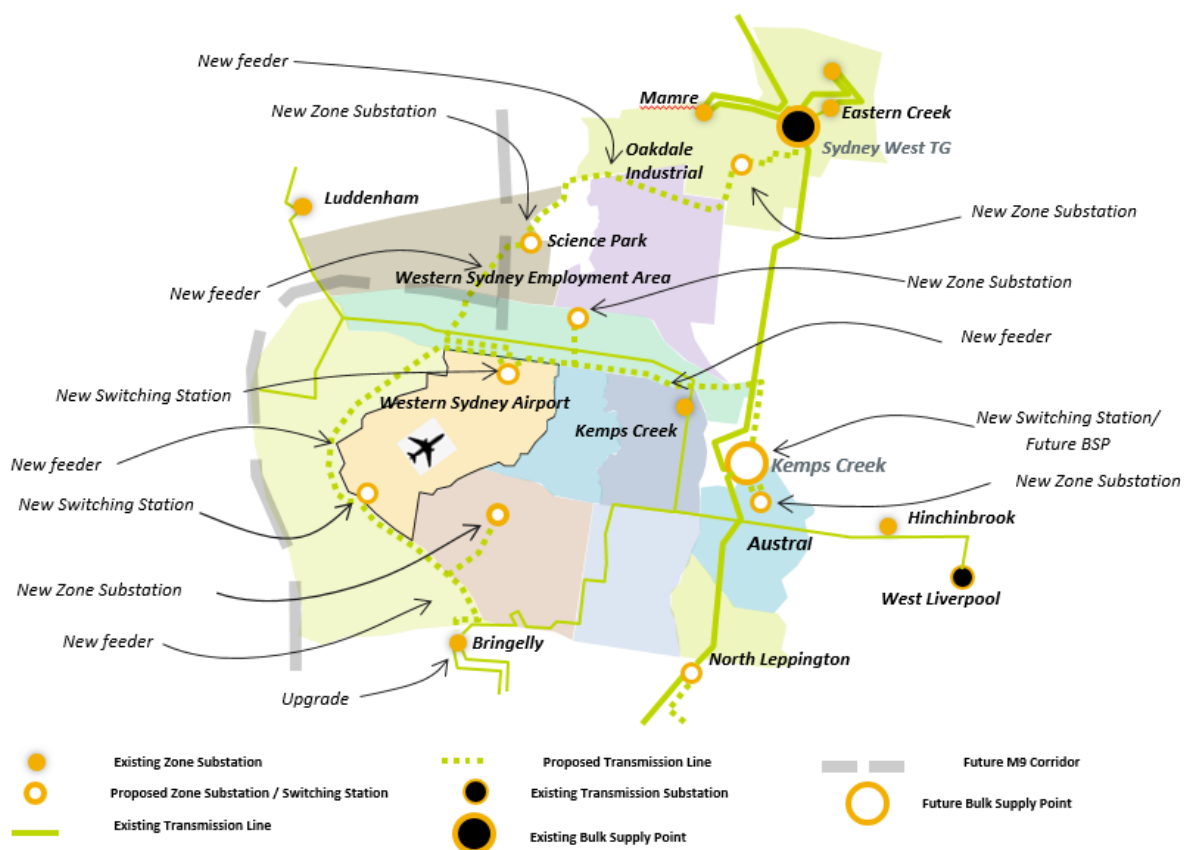 New feeder
Mamre
New Zone Substation
Eastern Creek
Sydney West TG
Oakdale
Industrial
Luddenham
New Zone Substation
Science Park
Western Sydney Employment Area
New Zone Substation
New feeder
New feeder
New Switching Station
Western Sydney Airport
Kemps Creek
New Switching Station/
Future BSP
New feeder
Kemps Creek
New Zone Substation
New Switching Station
Hinchinbrook
Austral
New Zone Substation
West Liverpool
New feeder
Bringelly
North Leppington
Upgrade
Existing Zone Substation
Proposed Transmission Line
Future M9 Corridor
Proposed Zone Substation / Switching Station
Existing Transmission Substation
Future Bulk Supply Point
Existing Transmission Line
Existing Bulk Supply Point